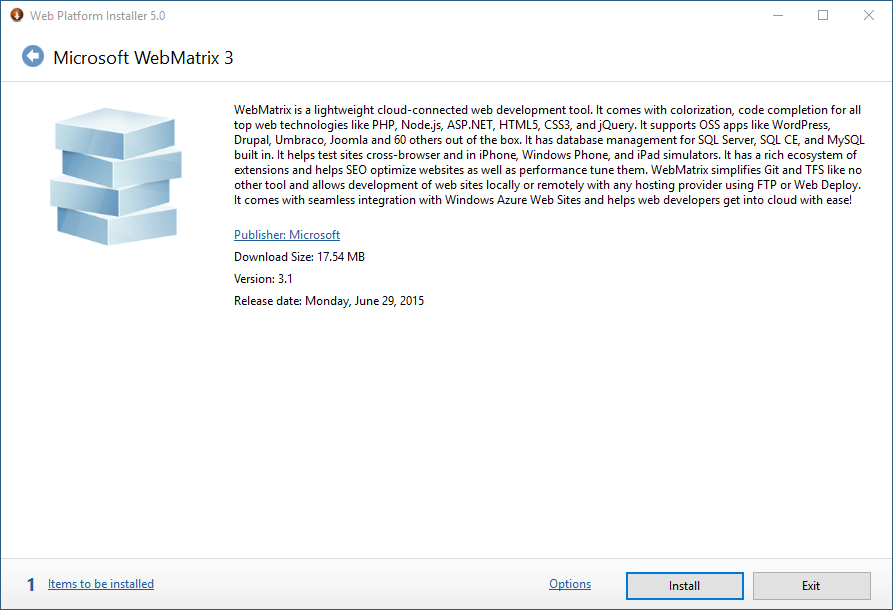 Web Platform Installer 5.0
Microsoft WebMatrix 3
WebMatrix is a lightweight cloud-connected web development tool. It comes with colorization, code completion for all
top web technologies like PHP, Node.js, ASP.NET, HTML5, CSS3, and jQuery. It supports OSS apps like WordPress,
Drupal, Umbraco, Joomla and 60 others out of the box. It has database management for SQL Server, SQL CE, and MySQL
built in. It helps test sites cross-browser and in iPhone, Windows Phone, and iPad simulators. It has a rich ecosystem of
extensions and helps SEO optimize websites as well as performance tune them. WebMatrix simplifies Git and TFS like no
other tool and allows development of web sites locally or remotely with any hosting provider using FTP or Web Deploy.
It comes with seamless integration with Windows Azure Web Sites and helps web developers get into cloud with ease!
Publisher: Microsoft
Download Size: 17.54 MB
Version: 3.1
Release date: Monday, June 29, 2015
1 Items to be installed
Options
Install
Exit